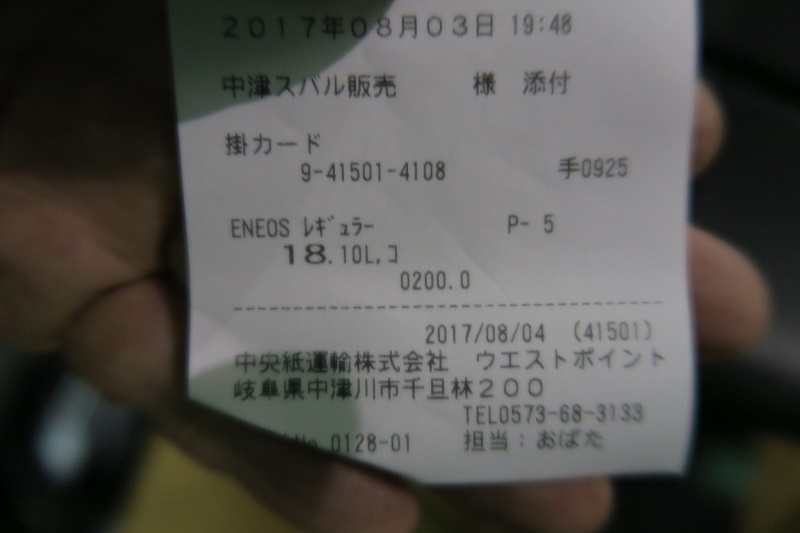 2017年08月03日 19:48
中津スバル販売 様 添付
掛カード
9-41501-4108 手0925
ENEOS ﾚｷﾞｭﾗｰ P- 5
18.10L,コ
0200.0
2017/08/04 (41501)
中央紙運輸株式会社 ウエストポイント
岐阜県中津川市千旦林200
TEL0573-68-3133
No 0128-01 担当:おばた